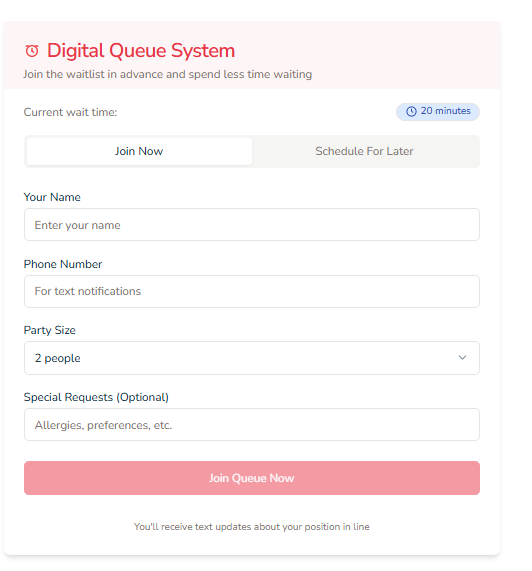 Digital Queue System
Join the waitlist in advance and spend less time waiting
Current wait time: 20 minutes
Join Now Schedule For Later
Your Name
Enter your name
Phone Number
For text notifications
Party Size
2 people
Special Requests (Optional)
Allergies, preferences, etc.
Join Queue Now
You'll receive text updates about your position in line